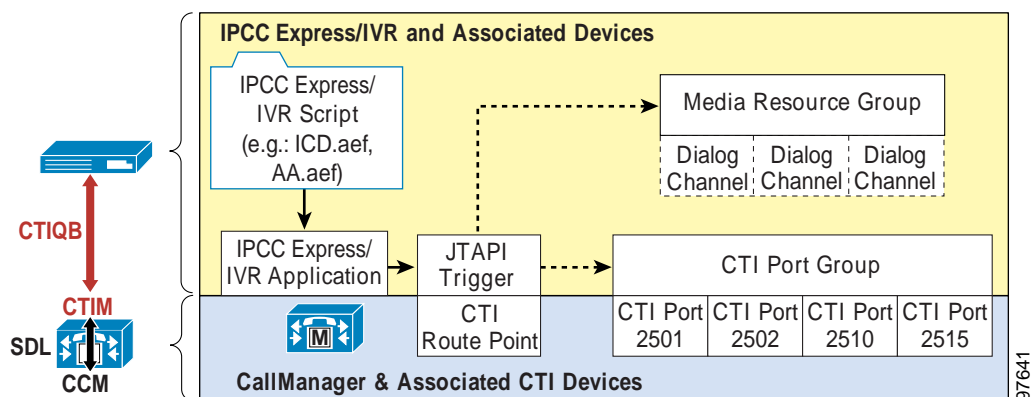 IPCC Express/IVR and Associated Devices
IPCC Express/
IVR Script
(e.g.: ICD.aef,
AA.aef)
Media Resource Group
Dialog
Channel
Dialog
Channel
Dialog
Channel
CTIQB
IPCC Express/
IVR Application
JTAPI
Trigger
CTI Port Group
CTIM
SDL
CCM
M
CTI
Route Point
CTI Port
2501
CTI Port
2502
CTI Port
2510
CTI Port
2515
CallManager & Associated CTI Devices
97641